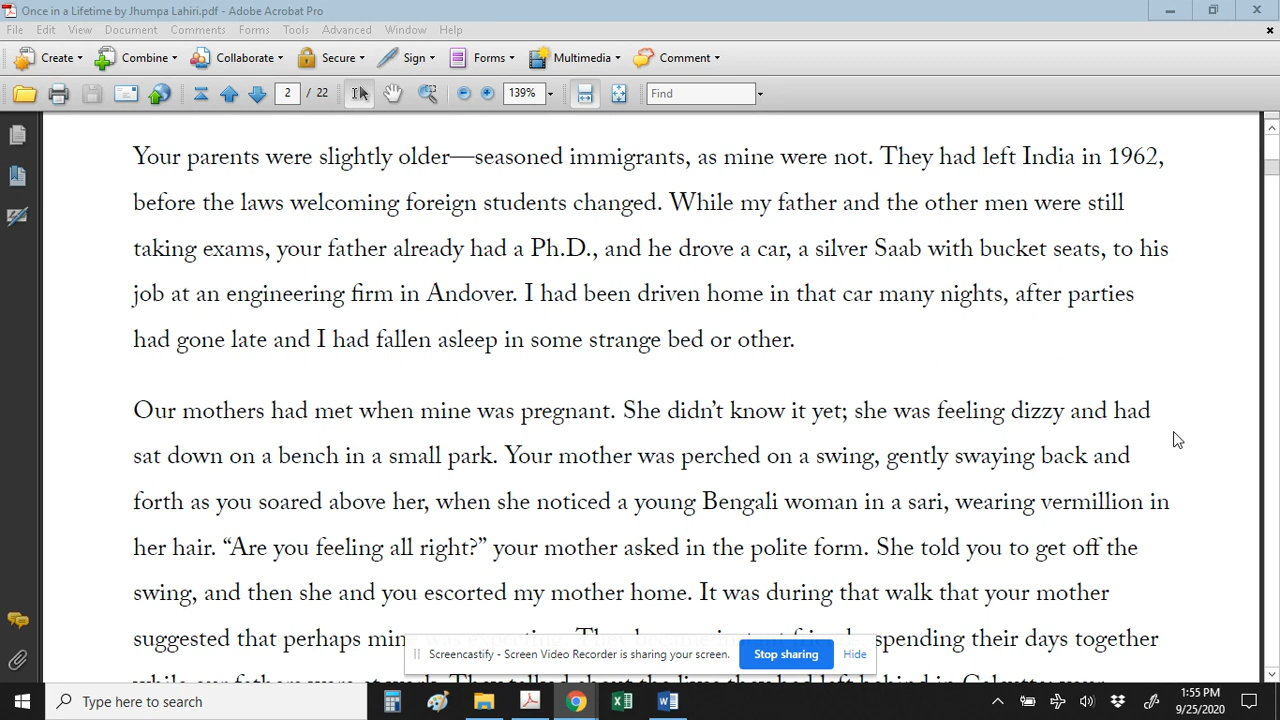 Once in a Lifetime by Jhumpa Lahiri.pdf - Adobe Acrobat Pro
File Edit View Document Comments Forms Tools Advanced Window Help
Create Combine Collaborate Secure Sign Forms Multimedia Comment
2 / 22 139% Find
Your parents were slightly older—seasoned immigrants, as mine were not. They had left India in 1962,
before the laws welcoming foreign students changed. While my father and the other men were still
taking exams, your father already had a Ph.D., and he drove a car, a silver Saab with bucket seats, to his
job at an engineering firm in Andover. I had been driven home in that car many nights, after parties
had gone late and I had fallen asleep in some strange bed or other.
Our mothers had met when mine was pregnant. She didn’t know it yet; she was feeling dizzy and had
sat down on a bench in a small park. Your mother was perched on a swing, gently swaying back and
forth as you soared above her, when she noticed a young Bengali woman in a sari, wearing vermillion in
her hair. “Are you feeling all right?” your mother asked in the polite form. She told you to get off the
swing, and then she and you escorted my mother home. It was during that walk that your mother
suggested that perhaps mine was expecting. They became instant friends, spending their days together
Screencastify - Screen Video Recorder is sharing your screen. Stop sharing Hide
Type here to search
1:55 PM
9/25/2020